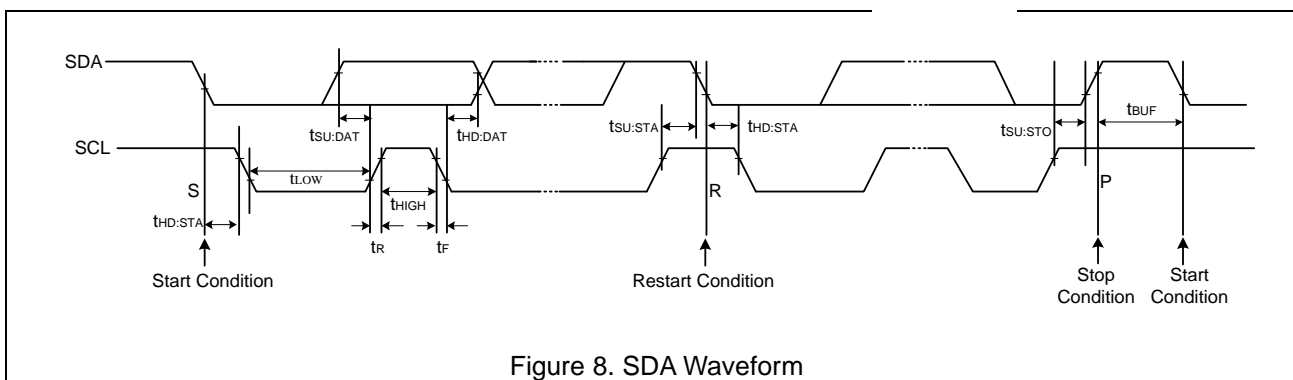 SDA
tSU:DAT
tHD:DAT
tSU:STA
tHD:STA
tSU:STO
tBUF
SCL
tLOW
S
tHIGH
R
P
tHD:STA
tR
tF
Start Condition
Restart Condition
Stop
Condition
Start
Condition
Figure 8. SDA Waveform